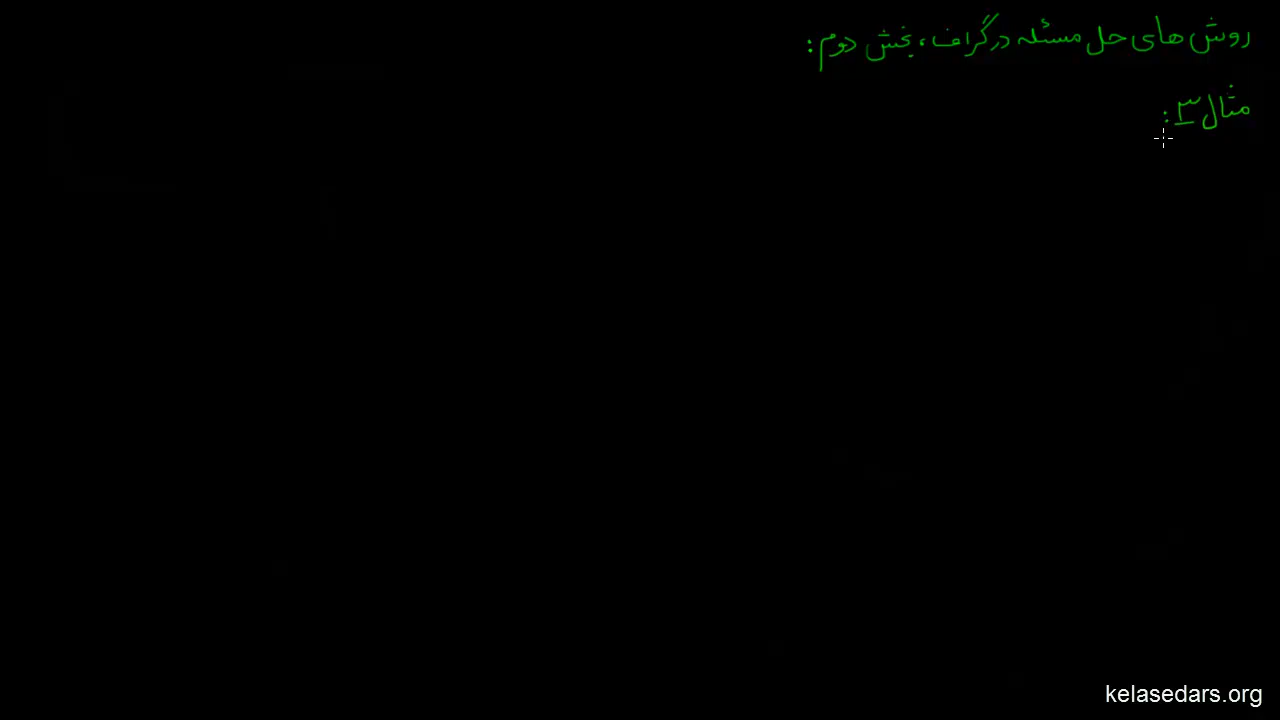 روش های حل مسئله در گراف، بخش دوم:
مثال ۳:
kelasedars.org